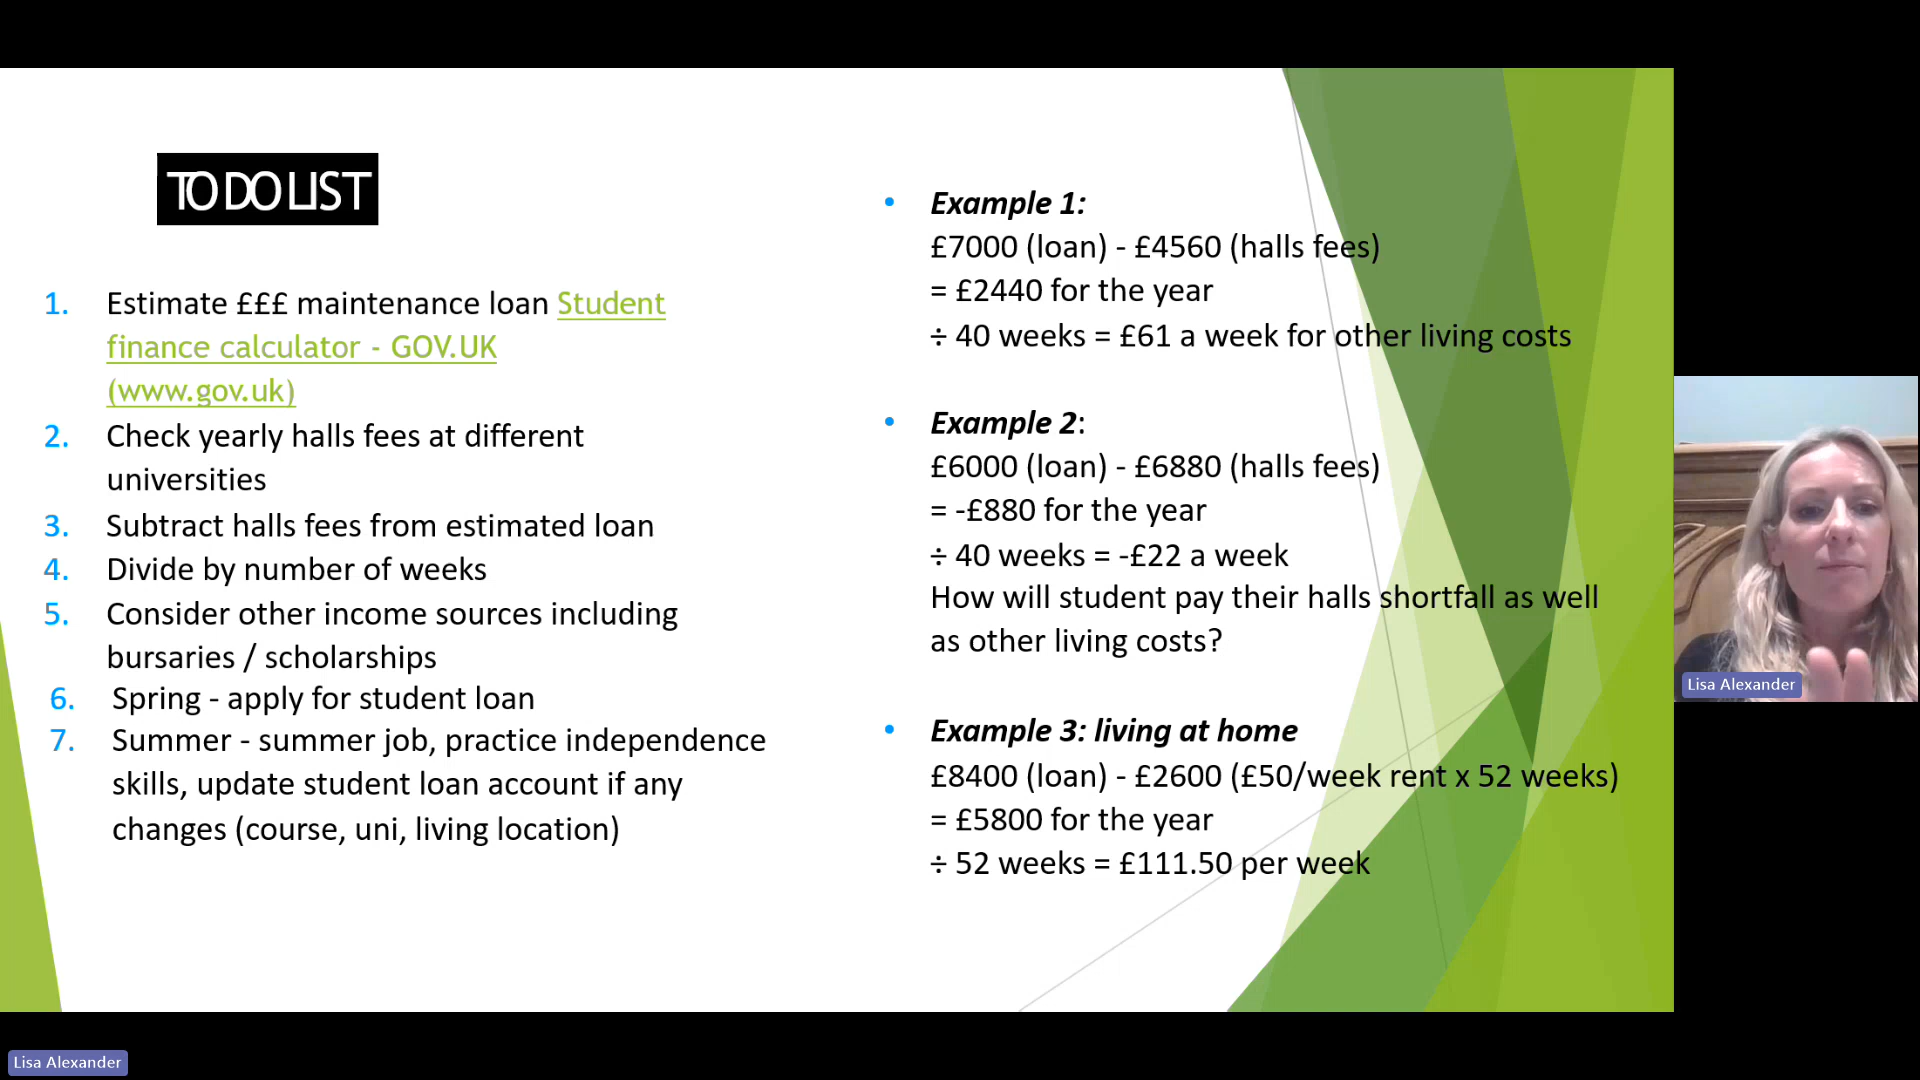 TO DO LIST
1. Estimate £££ maintenance loan Student
finance calculator - GOV.UK
(www.gov.uk)
2. Check yearly halls fees at different
universities
3. Subtract halls fees from estimated loan
4. Divide by number of weeks
5. Consider other income sources including
bursaries / scholarships
6. Spring - apply for student loan
7. Summer - summer job, practice independence
skills, update student loan account if any
changes (course, uni, living location)
• Example 1:
£7000 (loan) - £4560 (halls fees)
= £2440 for the year
÷ 40 weeks = £61 a week for other living costs
• Example 2:
£6000 (loan) - £6880 (halls fees)
= -£880 for the year
÷ 40 weeks = -£22 a week
How will student pay their halls shortfall as well
as other living costs?
• Example 3: living at home
£8400 (loan) - £2600 (£50/week rent x 52 weeks)
= £5800 for the year
÷ 52 weeks = £111.50 per week
Lisa Alexander
Lisa Alexander